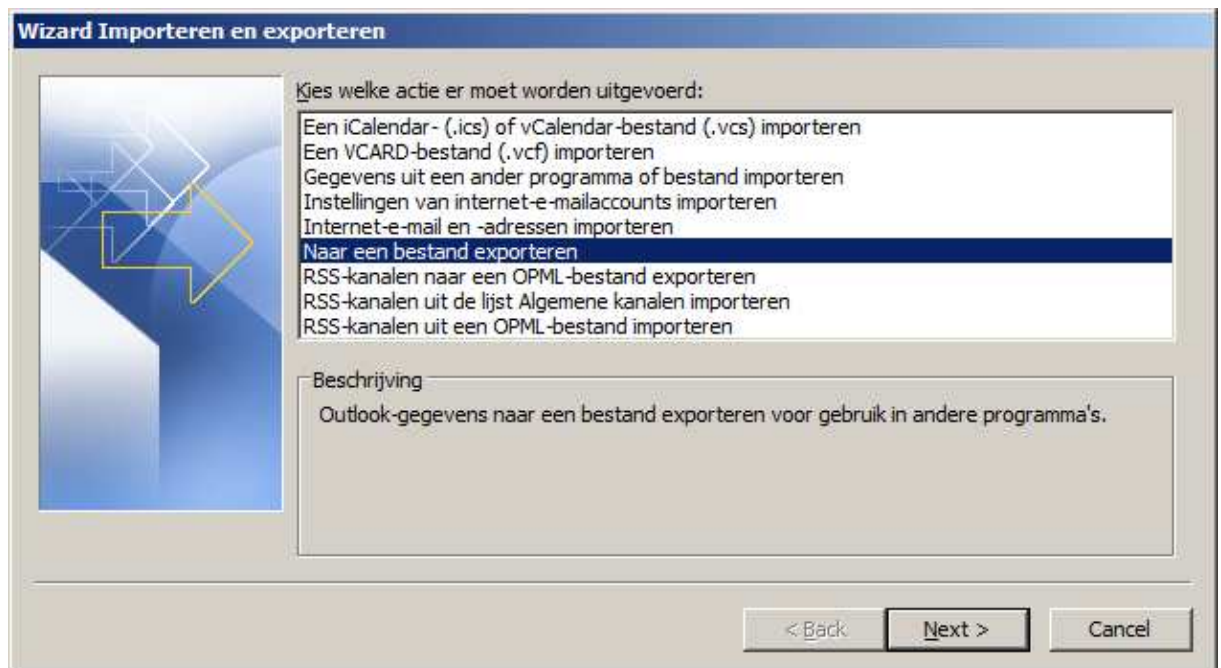 Wizard Importeren en exporteren
Kies welke actie er moet worden uitgevoerd:
Een iCalendar- (.ics) of vCalendar-bestand (.vcs) importeren
Een VCARD-bestand (.vcf) importeren
Gegevens uit een ander programma of bestand importeren
Instellingen van internet-e-mailaccounts importeren
Internet-e-mail en -adressen importeren
Naar een bestand exporteren
RSS-kanalen naar een OPML-bestand exporteren
RSS-kanalen uit de lijst Algemene kanalen importeren
RSS-kanalen uit een OPML-bestand importeren
Beschrijving
Outlook-gegevens naar een bestand exporteren voor gebruik in andere programma's.
< Back Next > Cancel